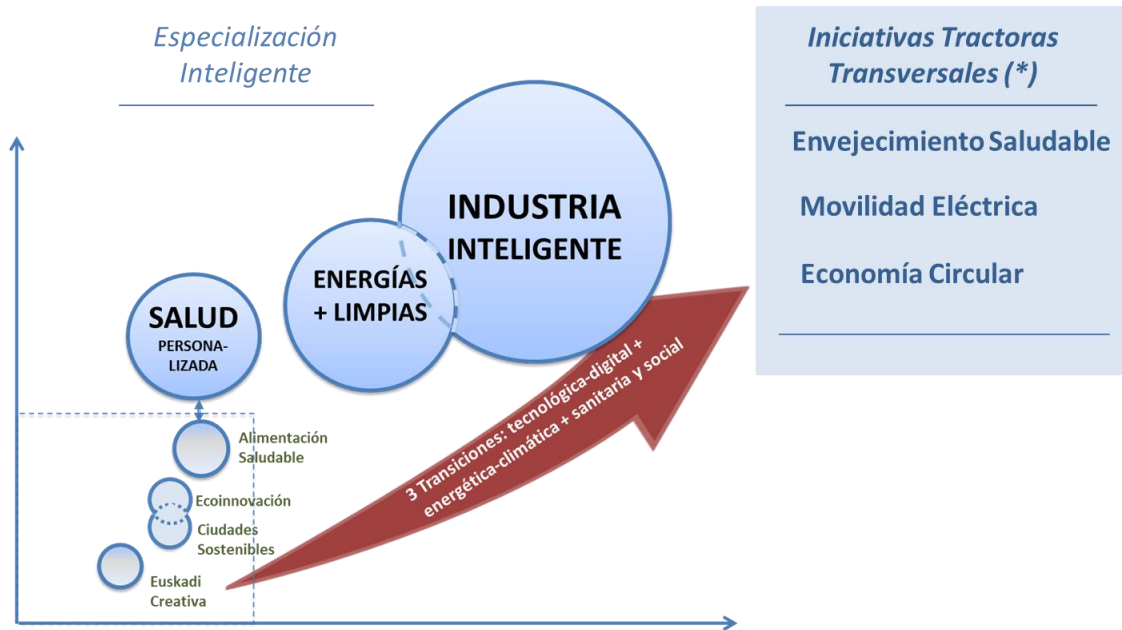 Especialización
Inteligente
Iniciativas Tractoras
Transversales (*)
Envejecimiento Saludable
Movilidad Eléctrica
Economía Circular
INDUSTRIA
INTELIGENTE
ENERGÍAS
+ LIMPIAS
SALUD
PERSONA-
LIZADA
Alimentación
Saludable
Ecoinnovación
Ciudades
Sostenibles
Euskadi
Creativa
3 Transiciones: tecnológica-digital +
energética-climática + sanitaria y social